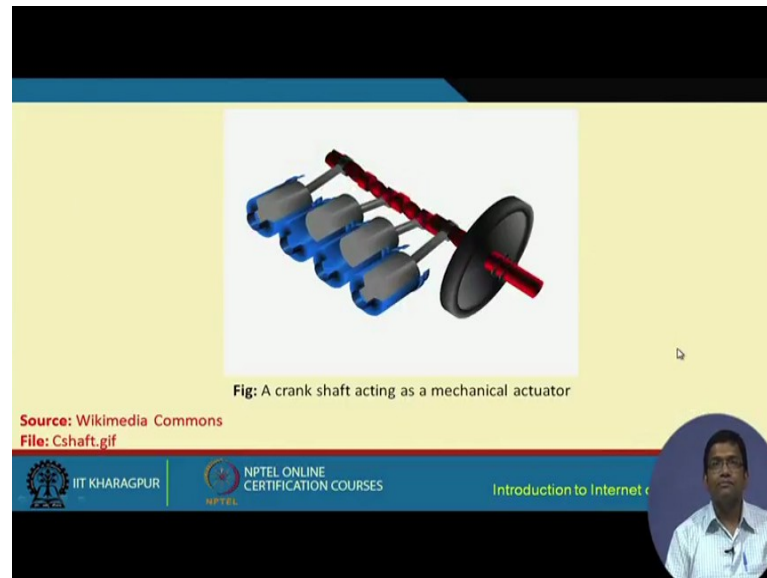 Fig: A crank shaft acting as a mechanical actuator
Source: Wikimedia Commons
File: Cshaft.gif
IIT KHARAGPUR
NPTEL ONLINE
CERTIFICATION COURSES
NPTEL
Introduction to Internet